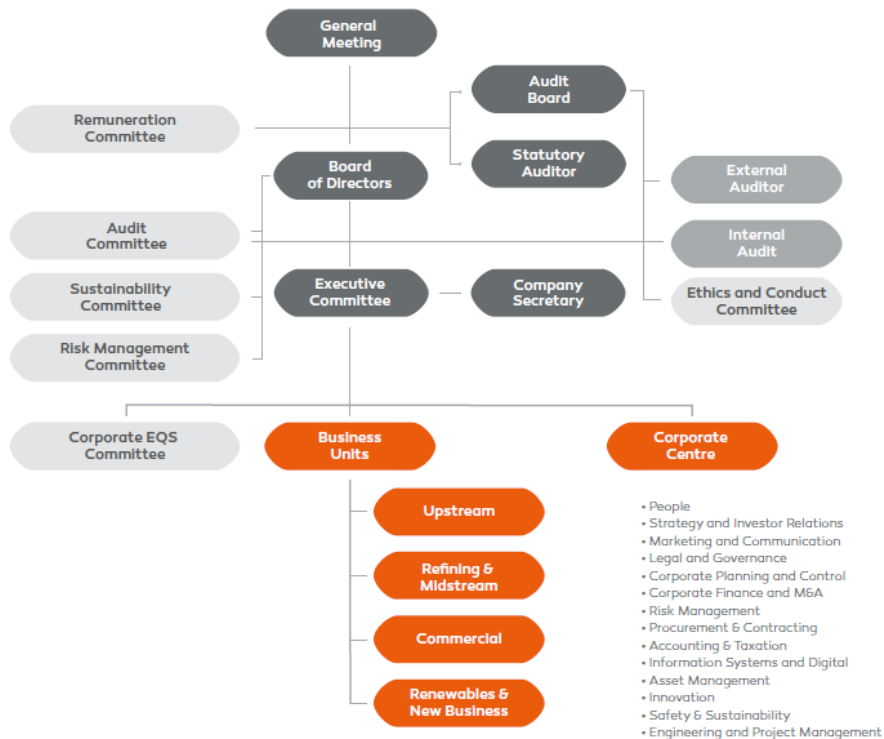 General
Meeting
Audit
Board
Remuneration
Committee
Board
of Directors
Statutory
Auditor
External
Auditor
Audit
Committee
Internal
Audit
Sustainability
Committee
Executive
Committee
Company
Secretary
Ethics and Conduct
Committee
Risk Management
Committee
Corporate EQS
Committee
Business
Units
Corporate
Centre
Upstream
Refining &
Midstream
Commercial
Renewables &
New Business
• People
• Strategy and Investor Relations
• Marketing and Communication
• Legal and Governance
• Corporate Planning and Control
• Corporate Finance and M&A
• Risk Management
• Procurement & Contracting
• Accounting & Taxation
• Information Systems and Digital
• Asset Management
• Innovation
• Safety & Sustainability
• Engineering and Project Management